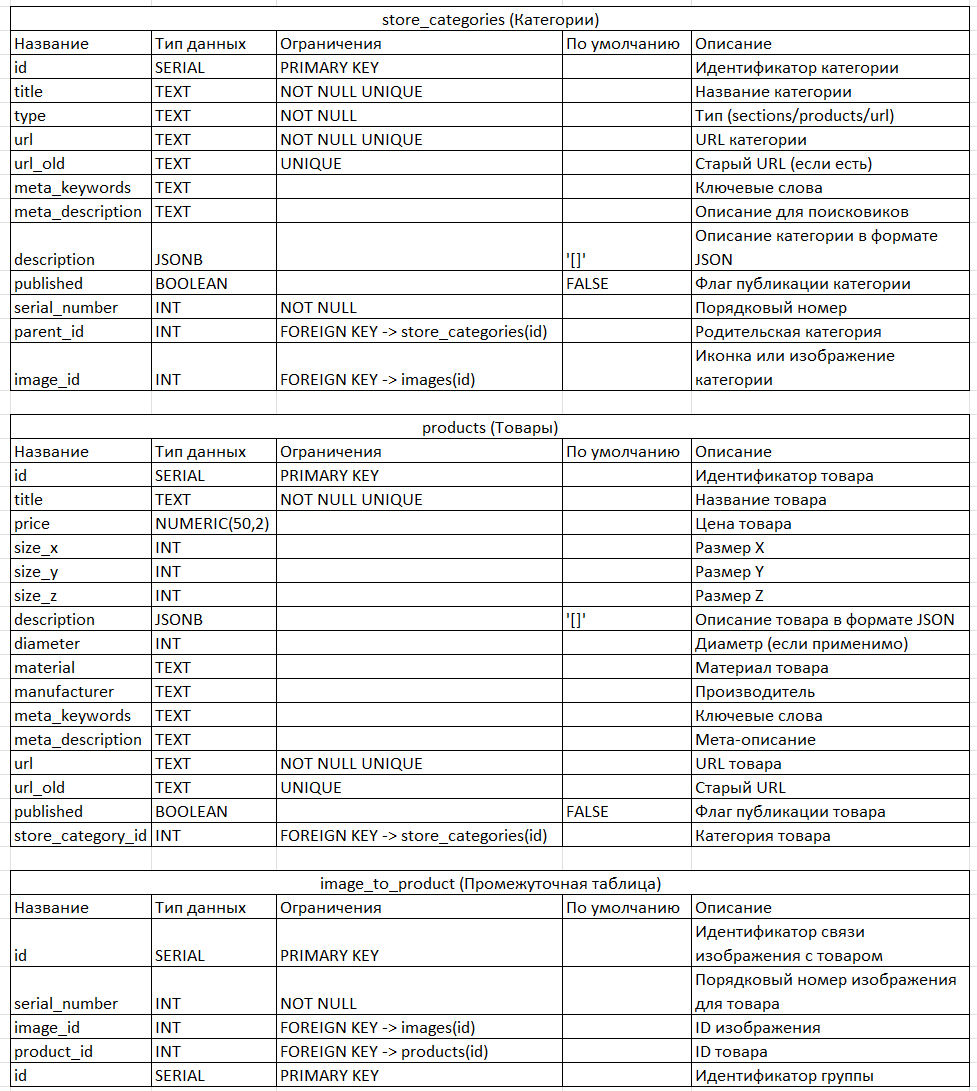 store_categories (Категории)
Название Тип данных Ограничения По умолчанию Описание
id SERIAL PRIMARY KEY Идентификатор категории
title TEXT NOT NULL UNIQUE Название категории
type TEXT NOT NULL Тип (sections/products/url)
url TEXT NOT NULL UNIQUE URL категории
url_old TEXT UNIQUE Старый URL (если есть)
meta_keywords TEXT Ключевые слова
meta_description TEXT Описание для поисковиков
Описание категории в формате
description JSONB '[]' JSON
published BOOLEAN FALSE Флаг публикации категории
serial_number INT NOT NULL Порядковый номер
parent_id INT FOREIGN KEY -> store_categories(id) Родительская категория
Иконка или изображение
image_id INT FOREIGN KEY -> images(id) категории
products (Товары)
Название Тип данных Ограничения По умолчанию Описание
id SERIAL PRIMARY KEY Идентификатор товара
title TEXT NOT NULL UNIQUE Название товара
price NUMERIC(50,2) Цена товара
size_x INT Размер X
size_y INT Размер Y
size_z INT Размер Z
description JSONB '[]' Описание товара в формате JSON
diameter INT Диаметр (если применимо)
material TEXT Материал товара
manufacturer TEXT Производитель
meta_keywords TEXT Ключевые слова
meta_description TEXT Мета-описание
url TEXT NOT NULL UNIQUE URL товара
url_old TEXT UNIQUE Старый URL
published BOOLEAN FALSE Флаг публикации товара
store_category_id INT FOREIGN KEY -> store_categories(id) Категория товара
image_to_product (Промежуточная таблица)
Название Тип данных Ограничения По умолчанию Описание
Идентификатор связи
id SERIAL PRIMARY KEY изображения с товаром
Порядковый номер изображения
serial_number INT NOT NULL для товара
image_id INT FOREIGN KEY -> images(id) ID изображения
product_id INT FOREIGN KEY -> products(id) ID товара
id SERIAL PRIMARY KEY Идентификатор группы